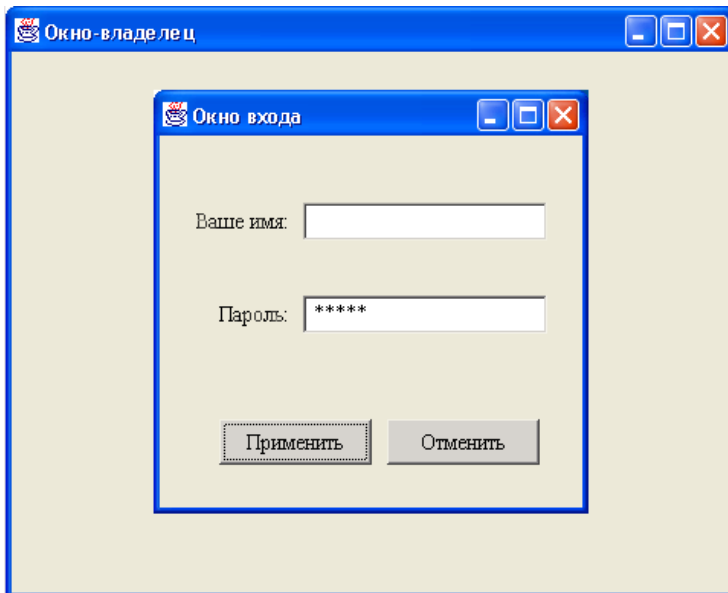 Окно-владелец
Окно входа
Ваше имя:
Пароль: *****
Применить Отменить